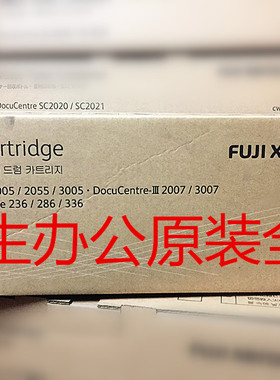 DocuCentre SC2020 / SC2021
rtridge
FUJI X
드럼 카트리지
005 / 2055 / 3005 · DocuCentre-III 2007 / 3007
e 236 / 286 / 336
生办公原装全